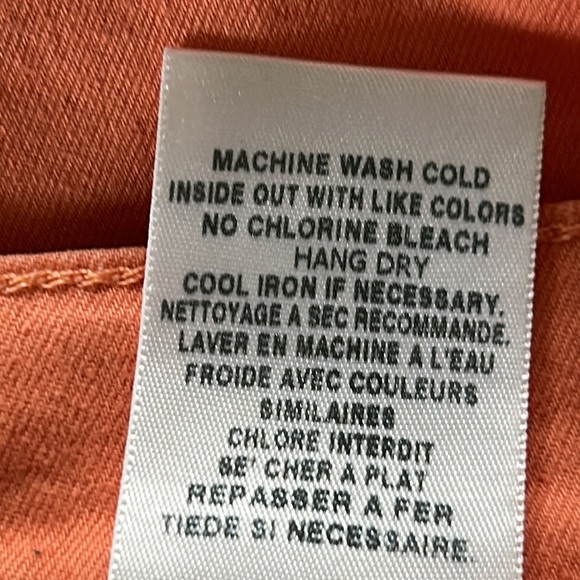 MACHINE WASH COLD
INSIDE OUT WITH LIKE COLORS
NO CHLORINE BLEACH
HANG DRY
COOL IRON IF NECESSARY.
NETTOYAGE A SEC RECOMMANDE.
LAVER EN MACHINE A L'EAU
FROIDE AVEC COULEURS
SIMILAIRES
CHLORE INTERDIT
SE' CHER A PLAT
REPASSER A FER
TIEDE SI NECESSAIRE.